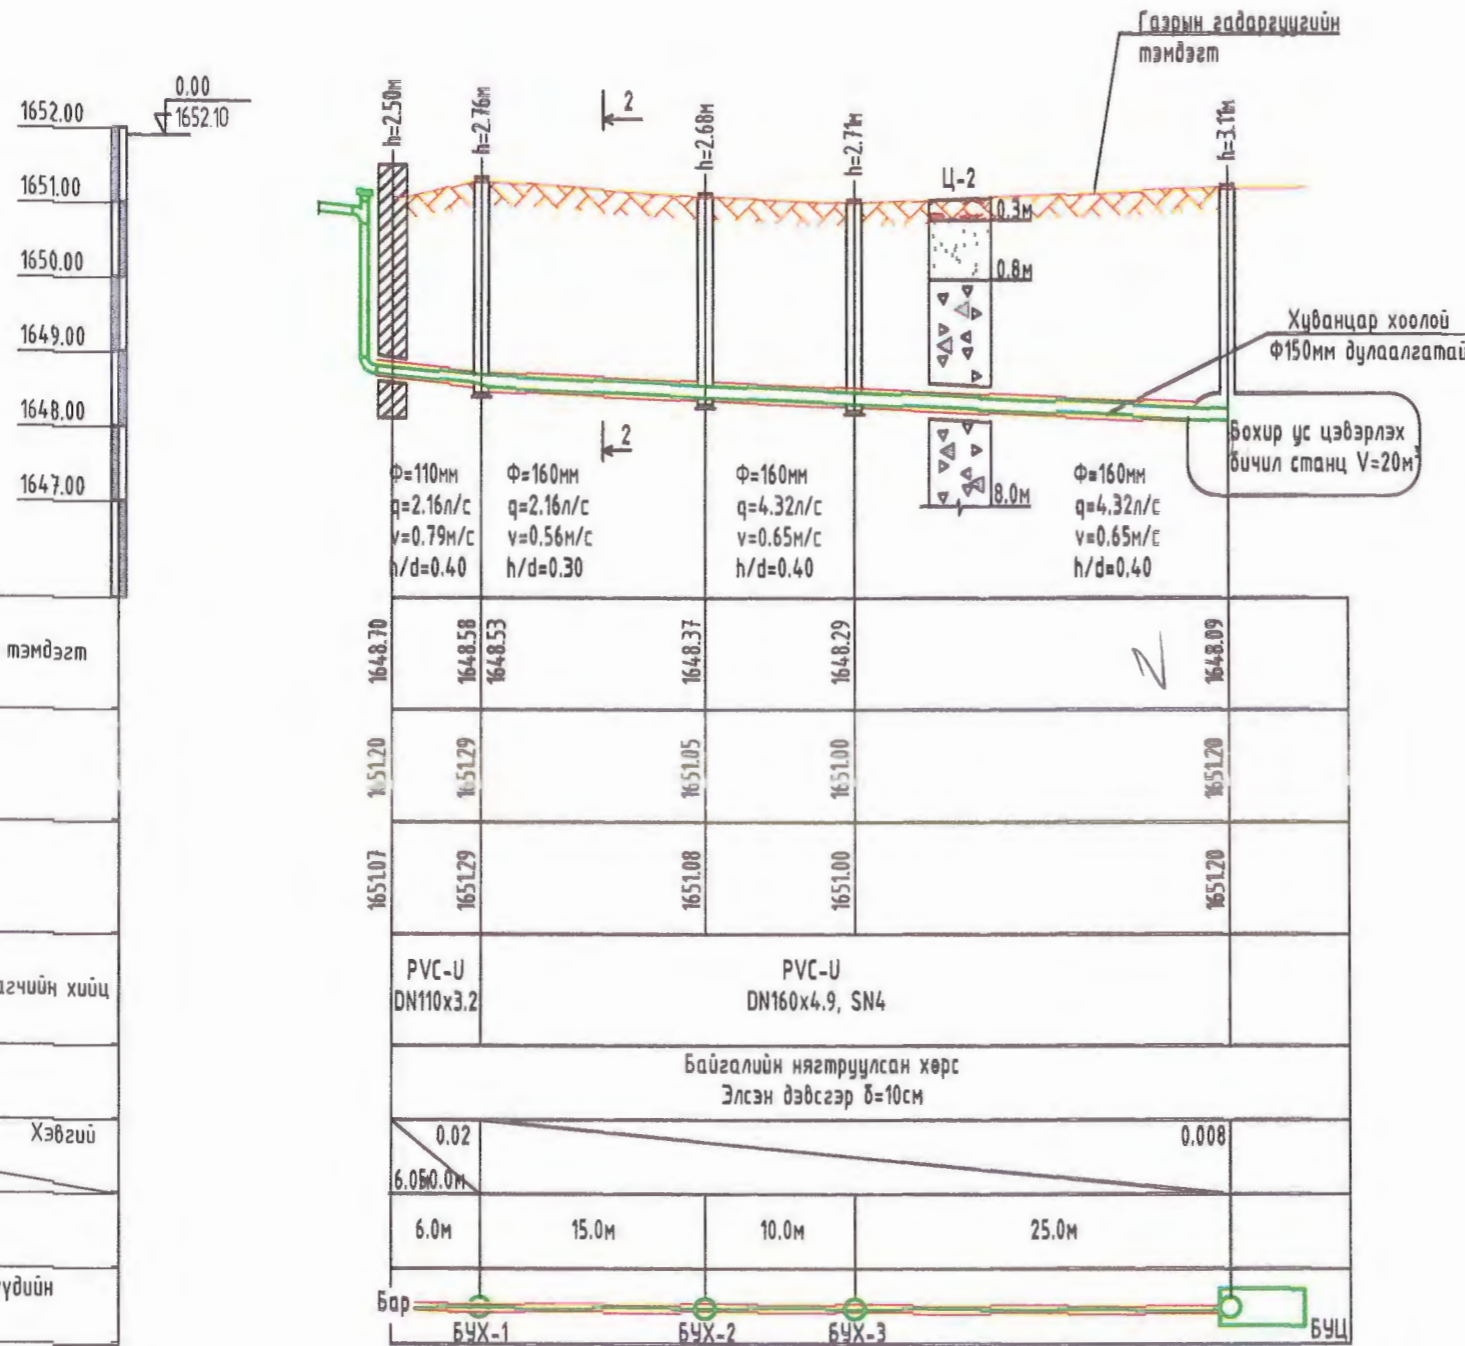 Газрын гадаргуугийн
тэмдэгт
0.00
1652.10
1652.00
1651.00
1650.00
1649.00
1648.00
1647.00
h=2.50м
h=2.76м
2
h=2.68м
h=2.71м
Ц-2
h=3.11м
0.3м
0.8м
8.0м
Хуванцар хоолой
Ф150мм дулаалгатай
Бохир ус цэвэрлэх
бичил станц V=20м³
2
Ф=110мм
q=2.16л/с
v=0.79м/с
h/d=0.40
Ф=160мм
q=2.16л/с
v=0.56м/с
h/d=0.30
Ф=160мм
q=4.32л/с
v=0.65м/с
h/d=0.40
Ф=160мм
q=4.32л/с
v=0.65м/с
h/d=0.40
тэмдэгт
1648.70
1648.58
1648.53
1648.37
1648.29
1648.09
1651.20
1651.29
1651.05
1651.00
1651.20
1651.07
1651.29
1651.08
1651.00
1651.20
агчийн хийц
PVC-U
DN110x3.2
PVC-U
DN160x4.9, SN4
Байгалийн нягтруулсан хөрс
Элсэн дэвсгэр δ=10см
Хэвгий
0.02
0.008
6.0м 15.0м 10.0м 25.0м
үүдийн
Бар
БУХ-1
БУХ-2
БУХ-3
БУЦ